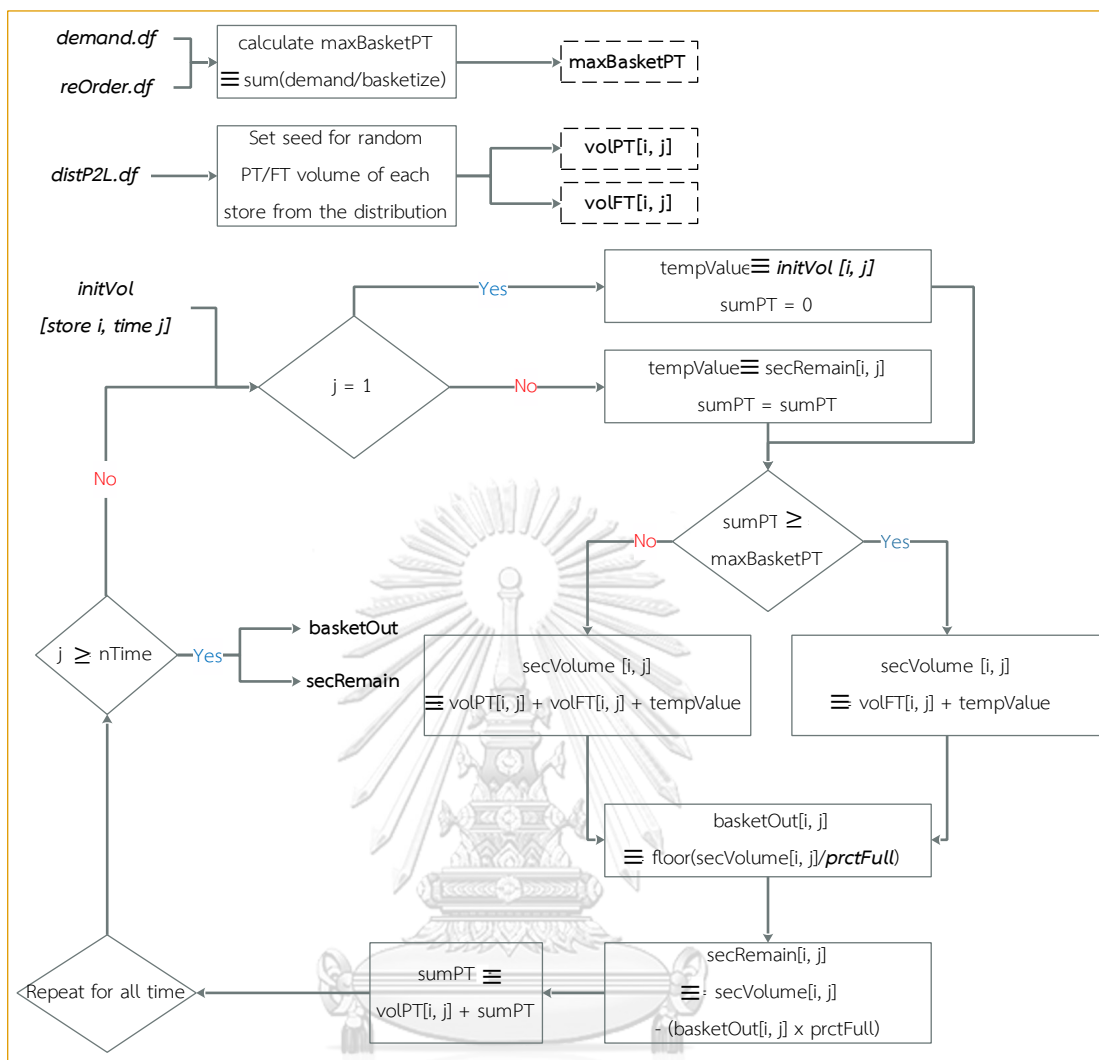 demand.df
reOrder.df
calculate maxBasketPT
≡ sum(demand/basketize)
maxBasketPT
distP2L.df
Set seed for random
PT/FT volume of each
store from the distribution
volPT[i, j]
volFT[i, j]
initVol
[store i, time j]
j = 1
Yes
tempValue≡ initVol [i, j]
sumPT = 0
No
tempValue≡ secRemain[i, j]
sumPT = sumPT
No
sumPT ≥
maxBasketPT
No
Yes
j ≥ nTime
Yes
basketOut
secRemain
secVolume [i, j]
≡ volPT[i, j] + volFT[i, j] + tempValue
secVolume [i, j]
≡ volFT[i, j] + tempValue
basketOut[i, j]
≡ floor(secVolume[i, j]/prctFull)
Repeat for all time
sumPT ≡
volPT[i, j] + sumPT
secRemain[i, j]
≡ secVolume[i, j]
- (basketOut[i, j] x prctFull)